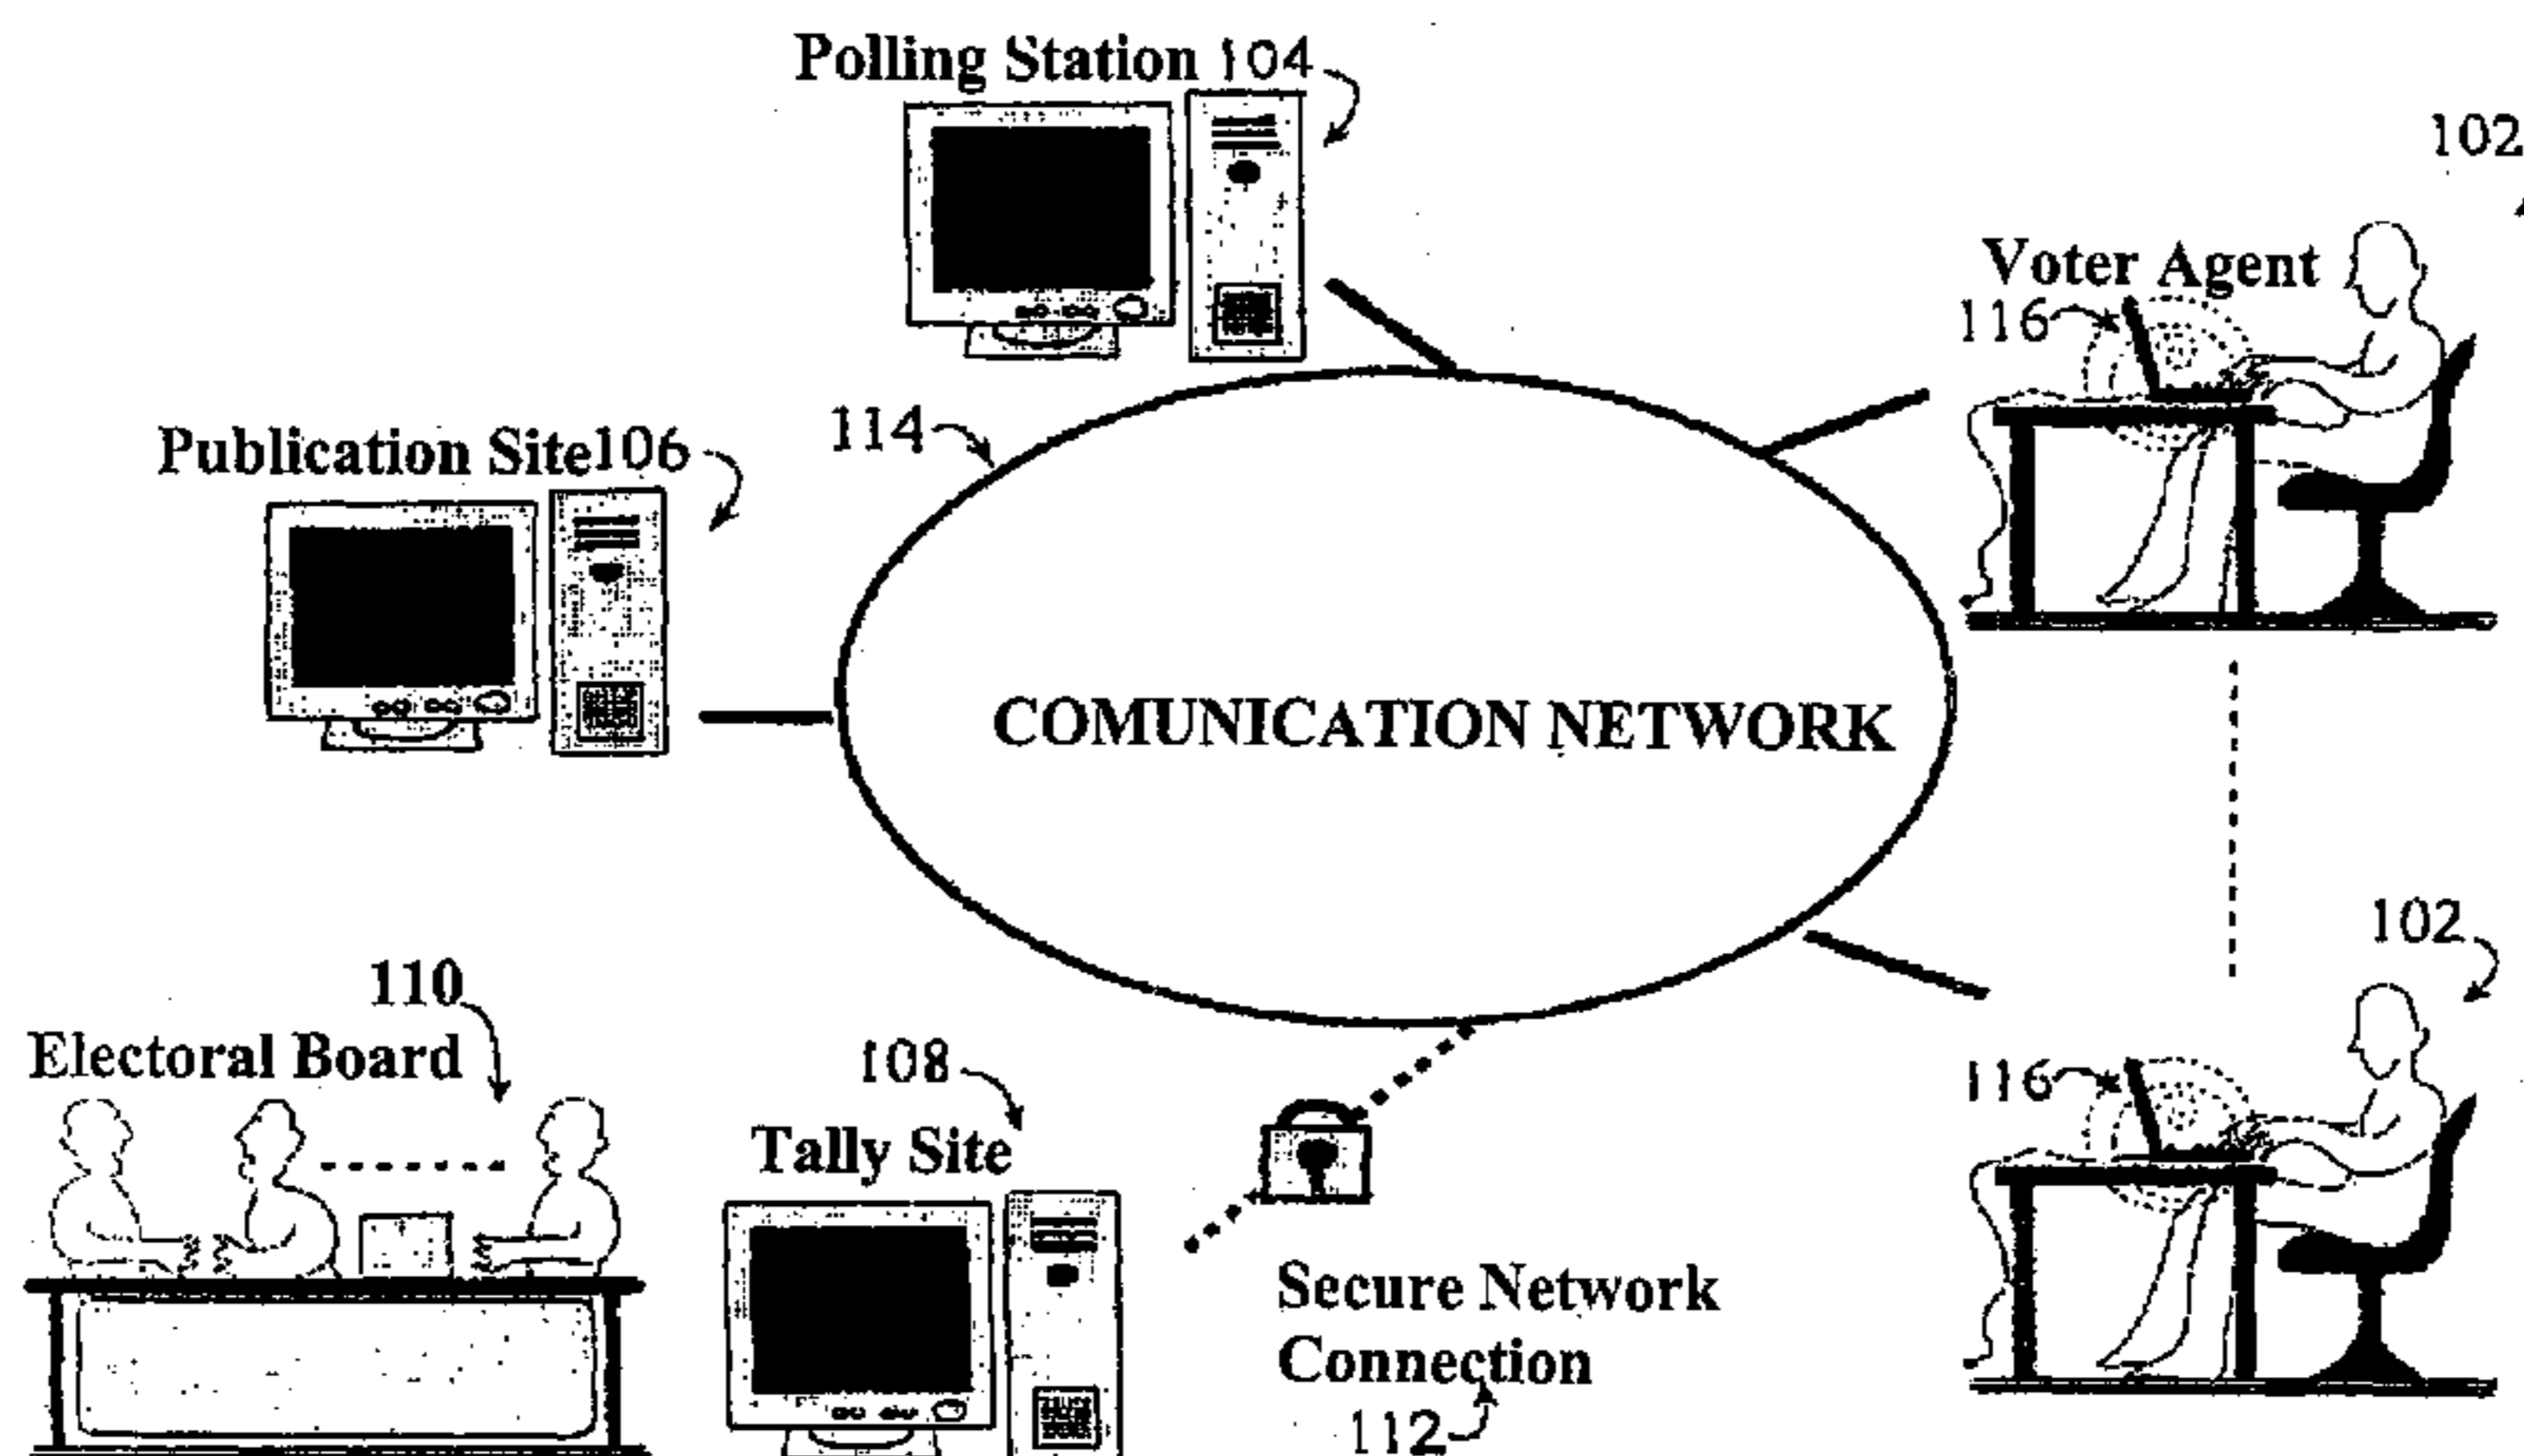 Polling Station 104
102
Voter Agent
116
114
Publication Site106
COMUNICATION NETWORK
102
110
Electoral Board
108
116
Tally Site
Secure Network
Connection
112